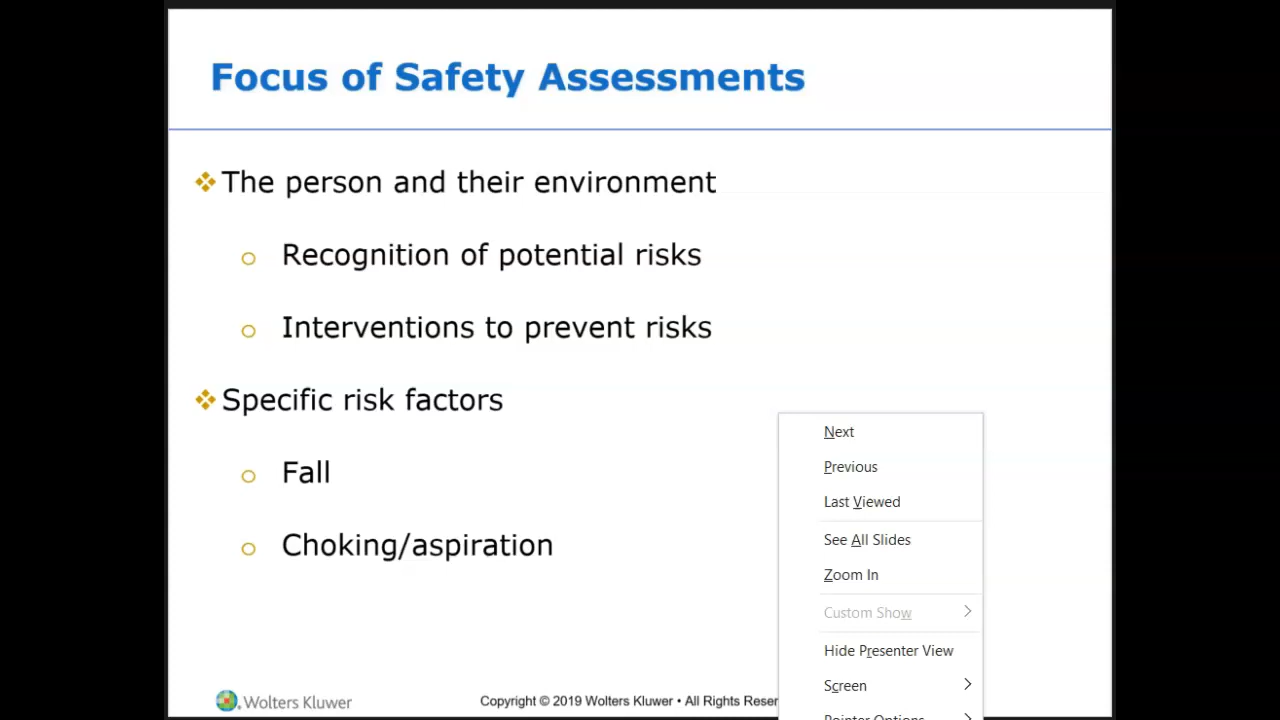 Focus of Safety Assessments
The person and their environment
Recognition of potential risks
Interventions to prevent risks
Specific risk factors
Fall
Choking/aspiration
Next
Previous
Last Viewed
See All Slides
Zoom In
Custom Show
Hide Presenter View
Screen
Pointer Options
Wolters Kluwer
Copyright © 2019 Wolters Kluwer • All Rights Reser